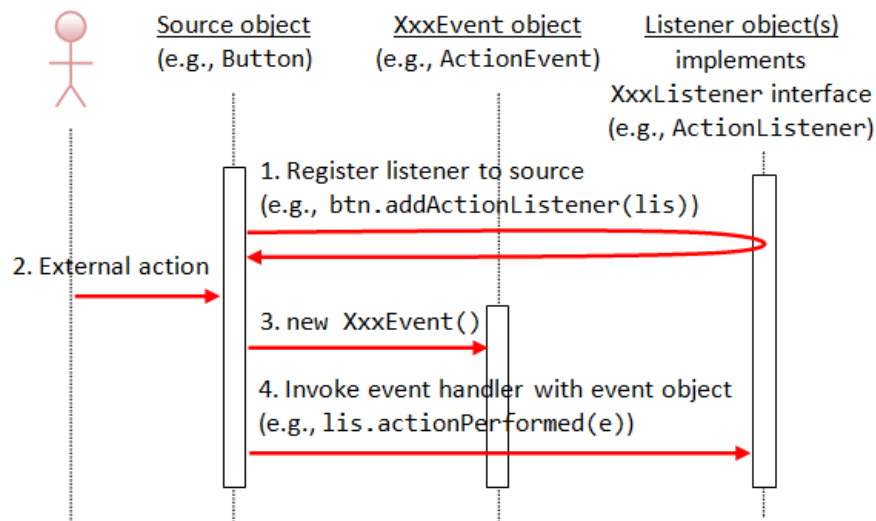 Source object
(e.g., Button)
XxxEvent object
(e.g., ActionEvent)
Listener object(s)
implements
XxxListener interface
(e.g., ActionListener)
1. Register listener to source
(e.g., btn.addActionListener(lis))
2. External action
3. new XxxEvent()
4. Invoke event handler with event object
(e.g., lis.actionPerformed(e))